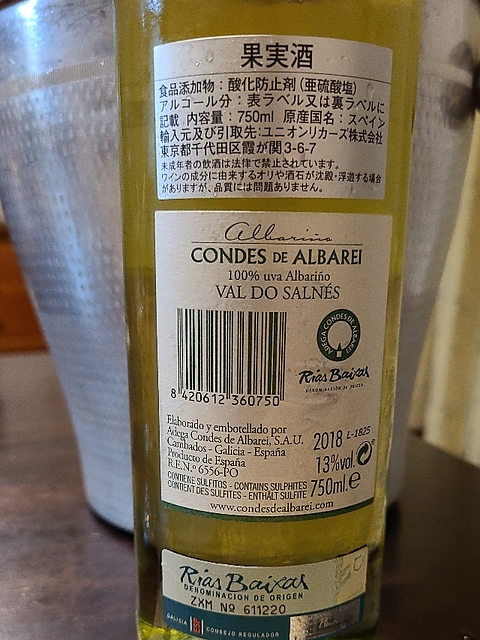 果実酒
食品添加物：酸化防止剤（亜硫酸塩）
アルコール分：表ラベル又は裏ラベルに
記載 内容量：750ml 原産国名：スペイン
輸入元及び引取先：ユニオンリカーズ株式会社
東京都千代田区霞が関3-6-7
未成年者の飲酒は法律で禁止されています。
ワインの成分に由来するオリや酒石が沈殿・浮遊する場合
がありますが、品質には問題ありません。
Albariño
CONDES DE ALBAREI
100% uva Albariño
VAL DO SALNÉS
ADEGA CONDES DE ALBAREI
Rías Baixas
DENOMINACIÓN DE ORIGEN
8 420612 360750
Elaborado y embotellado por
Adega Condes de Albarei, S.A.U.
Cambados - Galicia - España
Producto de España
R.E.N.º 6556-PO
2018 L-1825
13%vol.
CONTIENE SULFITOS - CONTAINS SULPHITES
CONTIENT DES SULFITES - ENTHÄLT SULFITE
750ml.e
www.condesdealbarei.com
Rías Baixas
DENOMINACIÓN DE ORIGEN
ZXM Nº 611220
GALICIA
CONSEJO REGULADOR